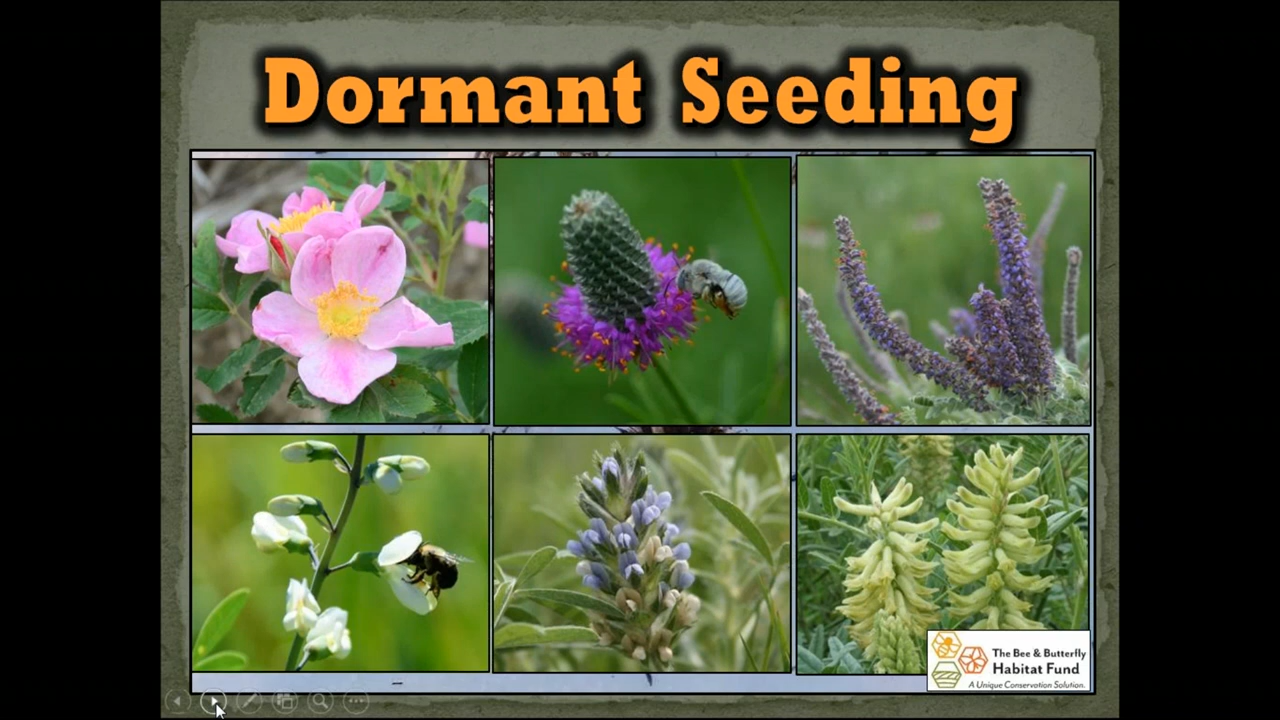 Dormant Seeding
The Bee & Butterfly
Habitat Fund
A Unique Conservation Solution.